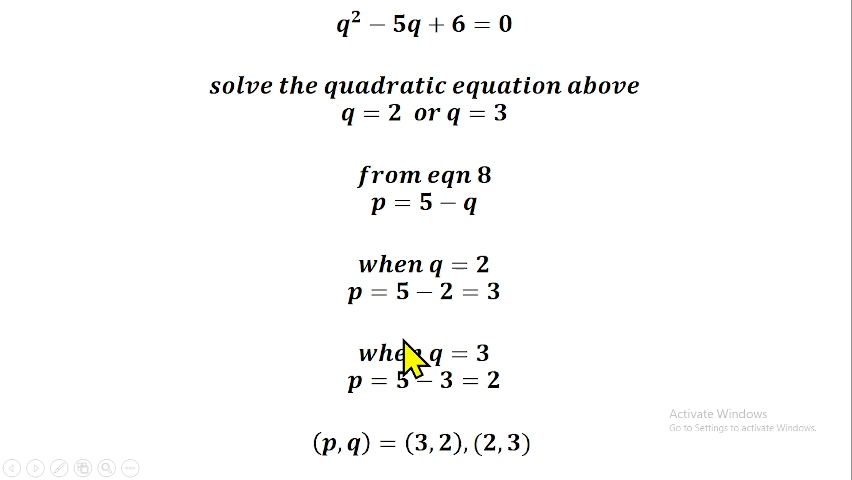 q² − 5q + 6 = 0
solve the quadratic equation above
q = 2 or q = 3
from eqn 8
p = 5 − q
when q = 2
p = 5 − 2 = 3
when q = 3
p = 5 − 3 = 2
(p, q) = (3, 2), (2, 3)
Activate Windows
Go to Settings to activate Windows.